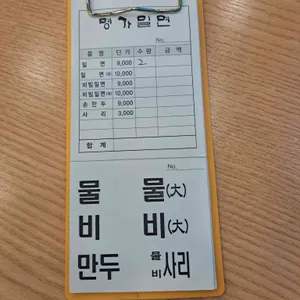 명가밀면
No.
품 명 단 가 수 량 금 액
밀 면 9,000 2
밀 면(大) 10,000
비빔밀면 9,000
비빔밀면(大) 10,000
손 만 두 9,000
사 리 3,000
합 계
No.
물 물(大)
비 비(大)
만두 물비사리